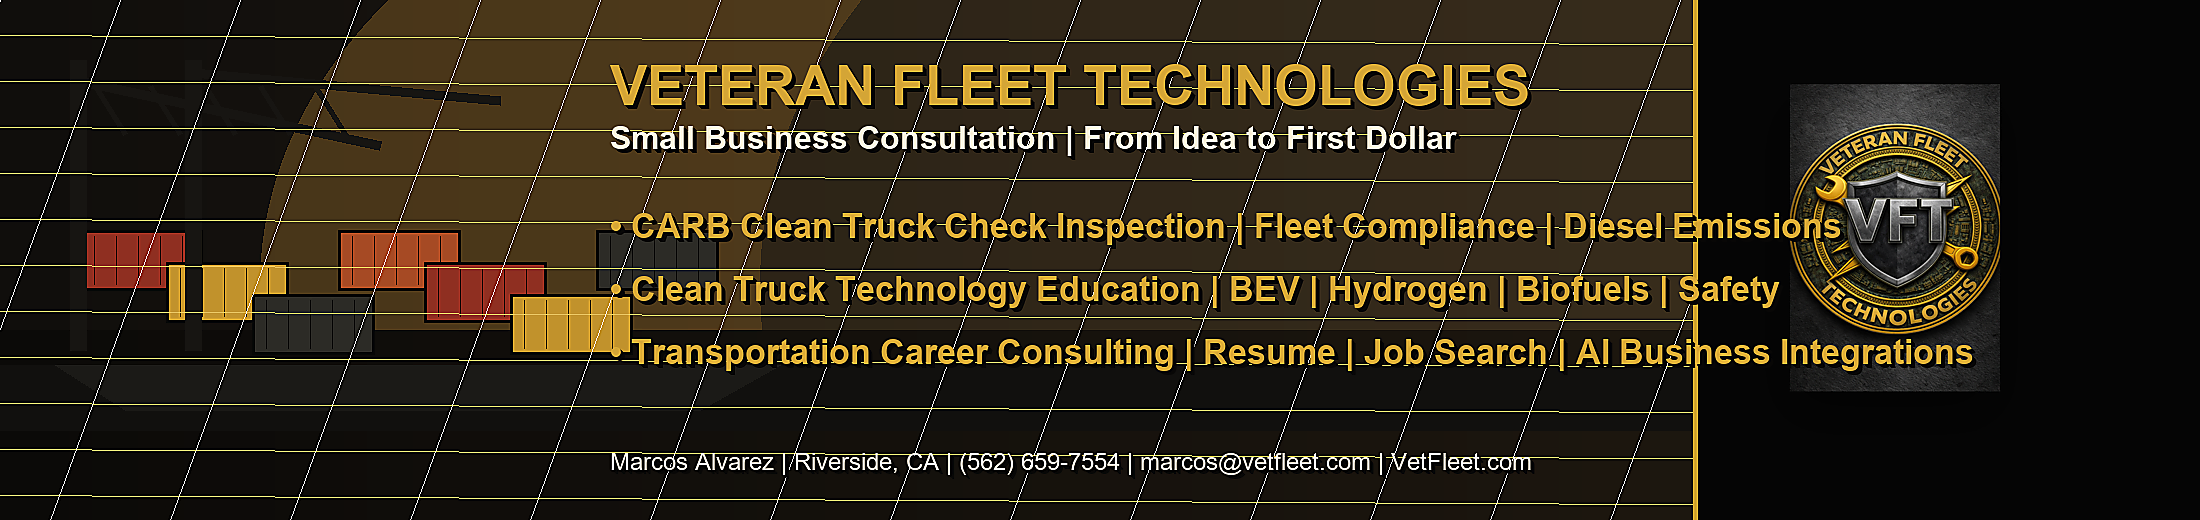 VETERAN FLEET TECHNOLOGIES
Small Business Consultation | From Idea to First Dollar
• CARB Clean Truck Check Inspection | Fleet Compliance | Diesel Emissions
• Clean Truck Technology Education | BEV | Hydrogen | Biofuels | Safety
• Transportation Career Consulting | Resume | Job Search | AI Business Integrations
Marcos Alvarez | Riverside, CA | (562) 659-7554 | marcos@vetfleet.com | VetFleet.com
VETERAN FLEET
VFT
TECHNOLOGIES